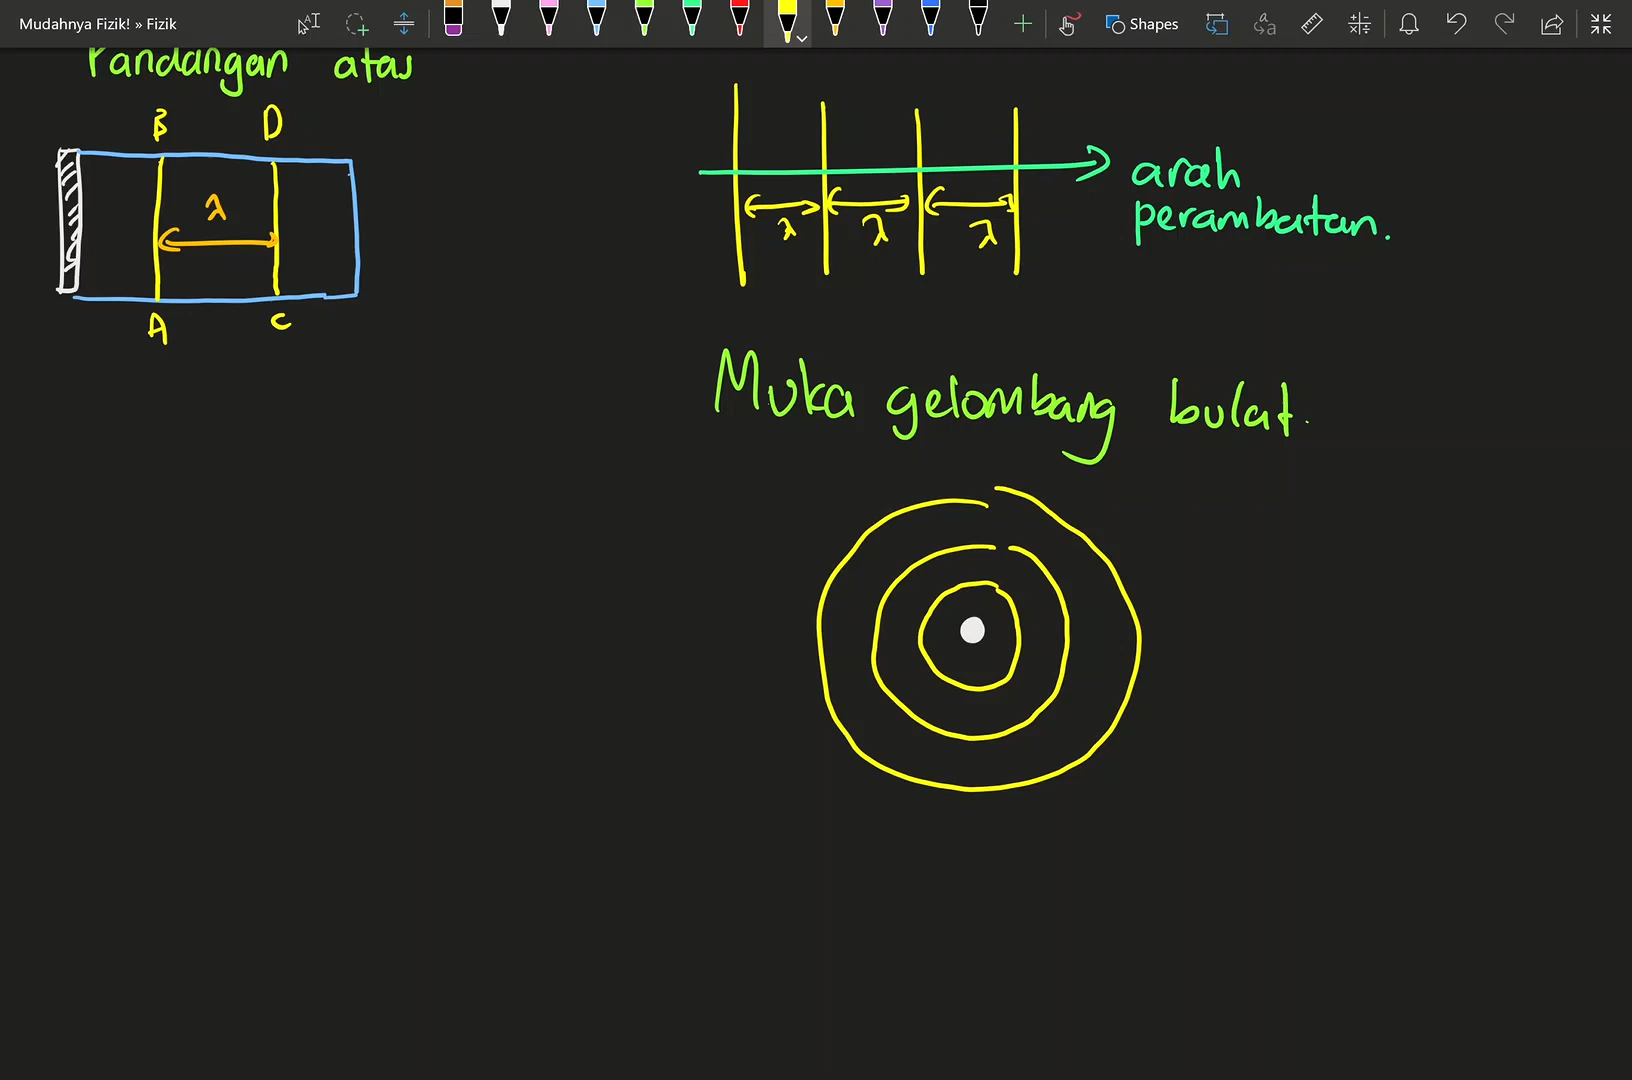 Mudahnya Fizik! » Fizik
Shapes
Pandangan atas
B D
λ
A C
λ λ λ
arah
perambatan.
Muka gelombang bulat.